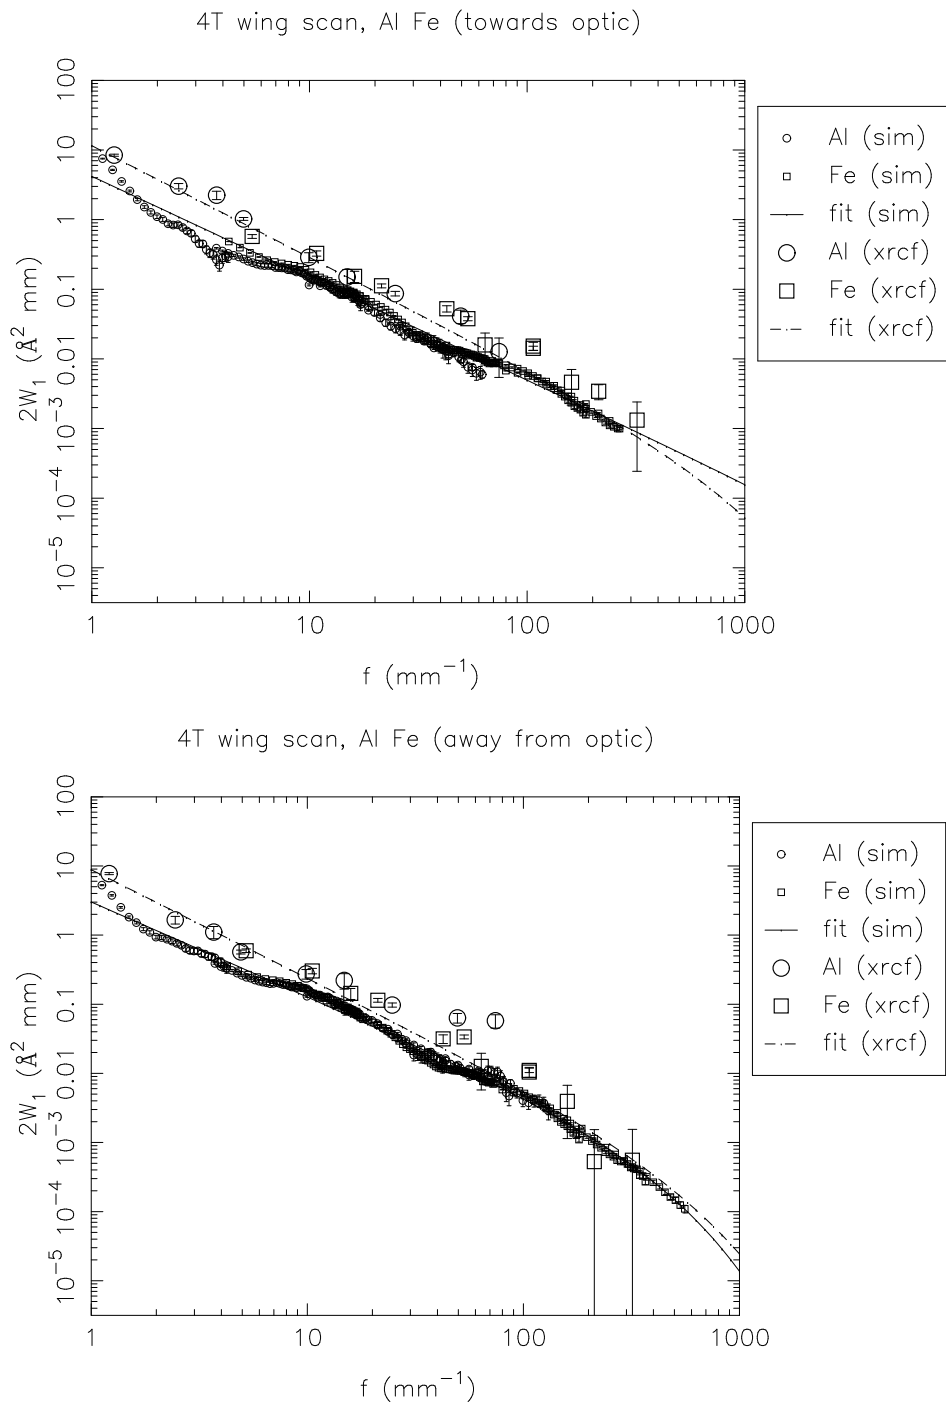 4T wing scan, Al Fe (towards optic)
100
10
1
0.1
0.01
10⁻³
10⁻⁴
10⁻⁵
2W₁ (Å² mm)
1 10 100 1000
f (mm⁻¹)
Al (sim)
Fe (sim)
fit (sim)
Al (xrcf)
Fe (xrcf)
fit (xrcf)
4T wing scan, Al Fe (away from optic)
100
10
1
0.1
0.01
10⁻³
10⁻⁴
10⁻⁵
2W₁ (Å² mm)
1 10 100 1000
f (mm⁻¹)
Al (sim)
Fe (sim)
fit (sim)
Al (xrcf)
Fe (xrcf)
fit (xrcf)